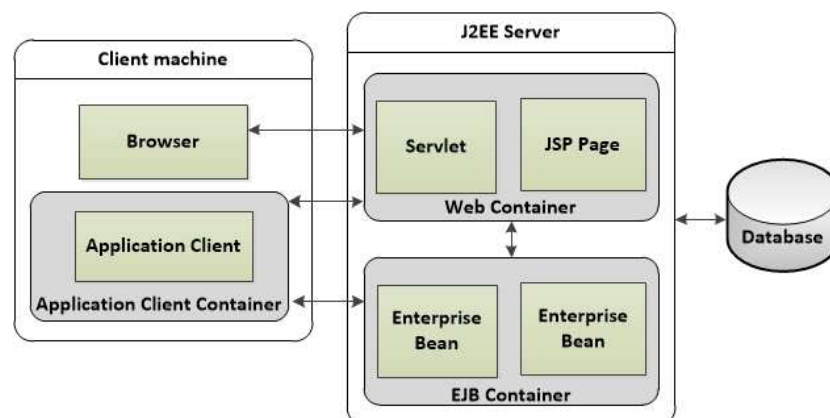 Client machine
Browser
Application Client
Application Client Container
J2EE Server
Servlet
JSP Page
Web Container
Enterprise
Bean
Enterprise
Bean
EJB Container
Database